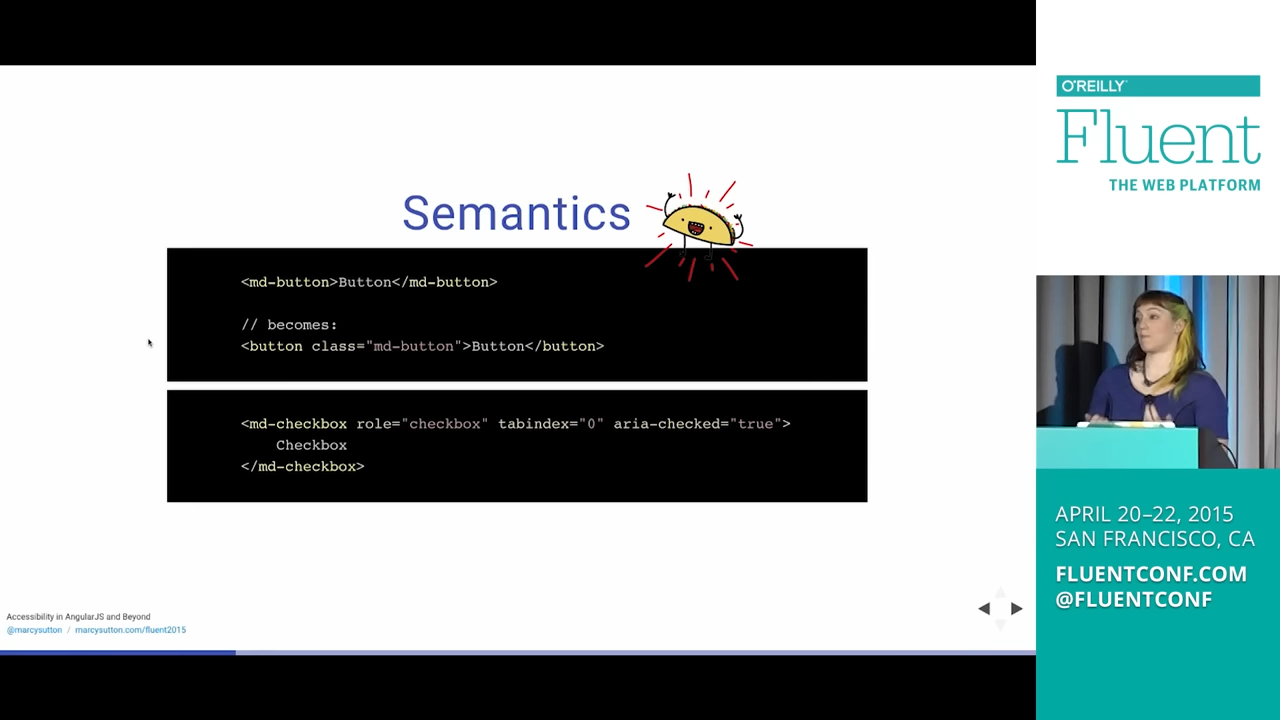 Semantics
<md-button>Button</md-button>
// becomes:
<button class="md-button">Button</button>
<md-checkbox role="checkbox" tabindex="0" aria-checked="true">
Checkbox
</md-checkbox>
Accessibility in AngularJS and Beyond
@marcysutton / marcysutton.com/fluent2015
O'REILLY™
Fluent
THE WEB PLATFORM
APRIL 20–22, 2015
SAN FRANCISCO, CA
FLUENTCONF.COM
@FLUENTCONF